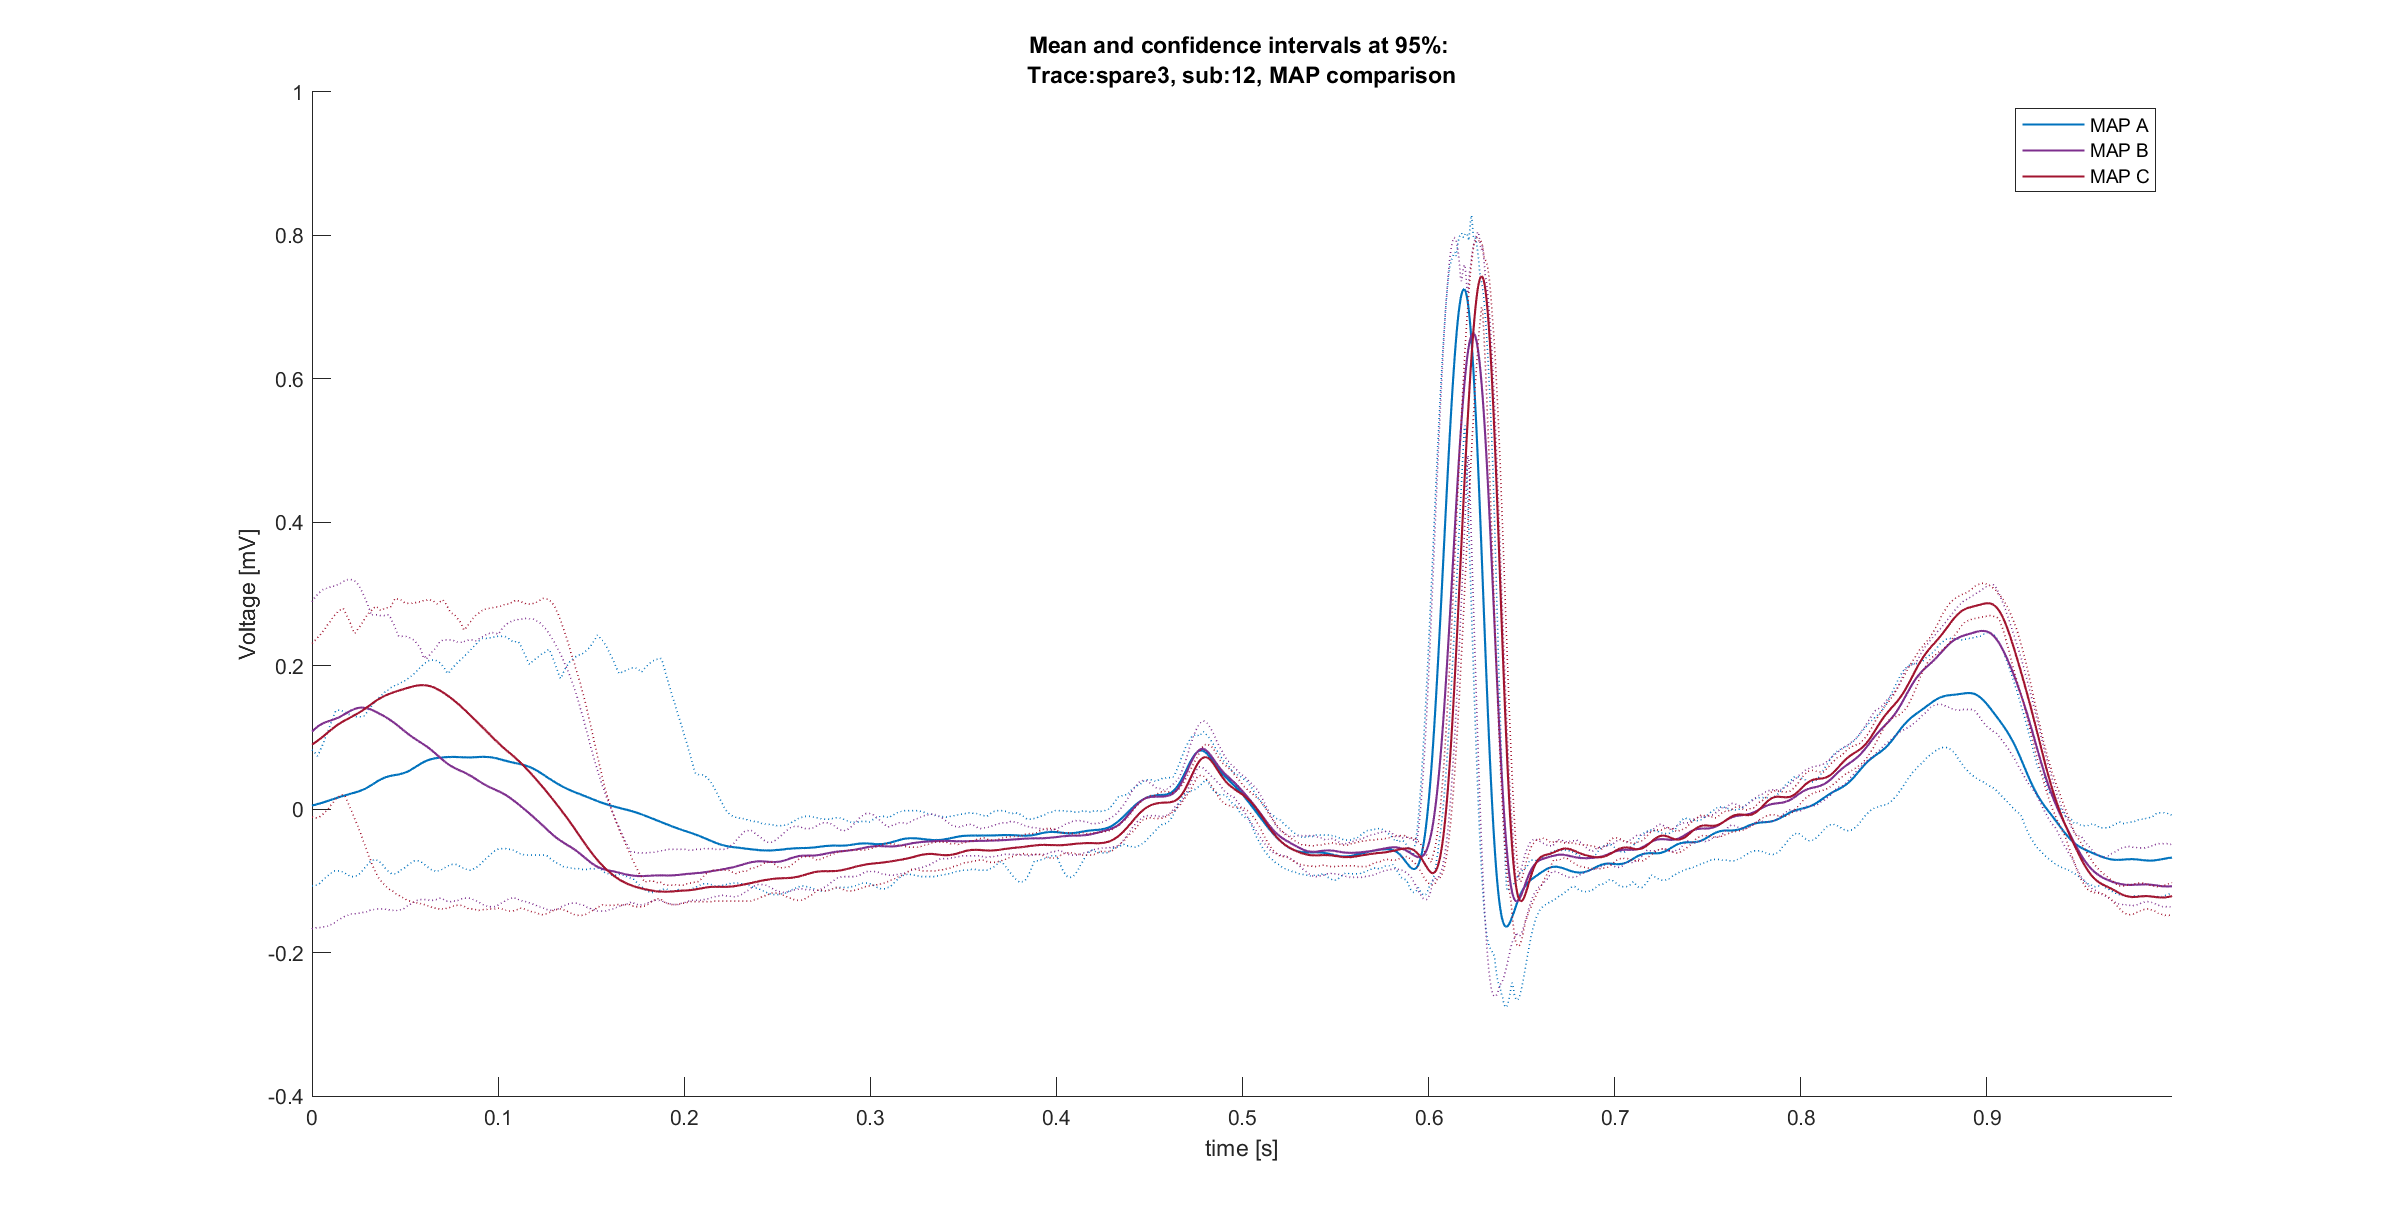 Mean and confidence intervals at 95%:
Trace:spare3, sub:12, MAP comparison
1
0.8
0.6
0.4
0.2
0
-0.2
-0.4
Voltage [mV]
MAP A
MAP B
MAP C
0 0.1 0.2 0.3 0.4 0.5 0.6 0.7 0.8 0.9
time [s]